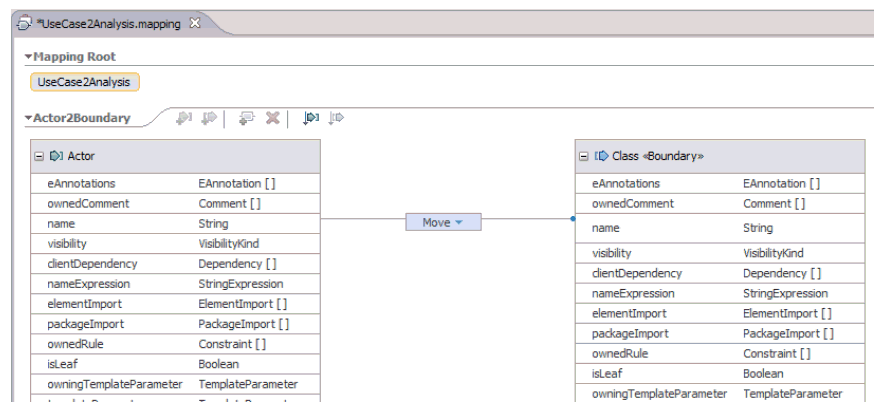 *UseCase2Analysis.mapping
Mapping Root
UseCase2Analysis
Actor2Boundary
Actor
eAnnotations EAnnotation [ ]
ownedComment Comment [ ]
name String
visibility VisibilityKind
clientDependency Dependency [ ]
nameExpression StringExpression
elementImport ElementImport [ ]
packageImport PackageImport [ ]
ownedRule Constraint [ ]
isLeaf Boolean
owningTemplateParameter TemplateParameter
Move
Class «Boundary»
eAnnotations EAnnotation [ ]
ownedComment Comment [ ]
name String
visibility VisibilityKind
clientDependency Dependency [ ]
nameExpression StringExpression
elementImport ElementImport [ ]
packageImport PackageImport [ ]
ownedRule Constraint [ ]
isLeaf Boolean
owningTemplateParameter TemplateParameter